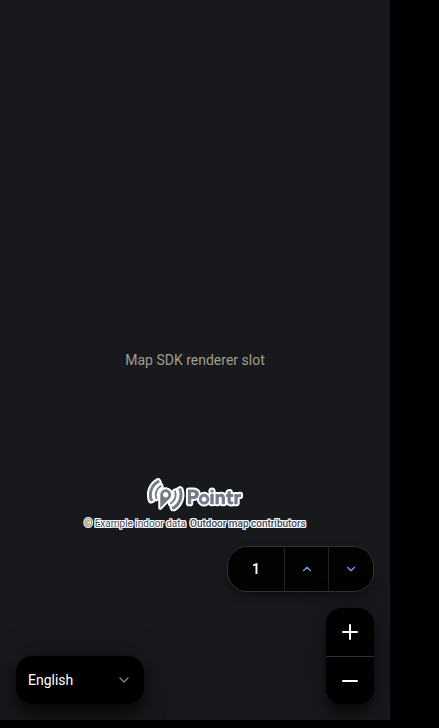 Map SDK renderer slot
Pointr
© Example indoor data Outdoor map contributors
1
English